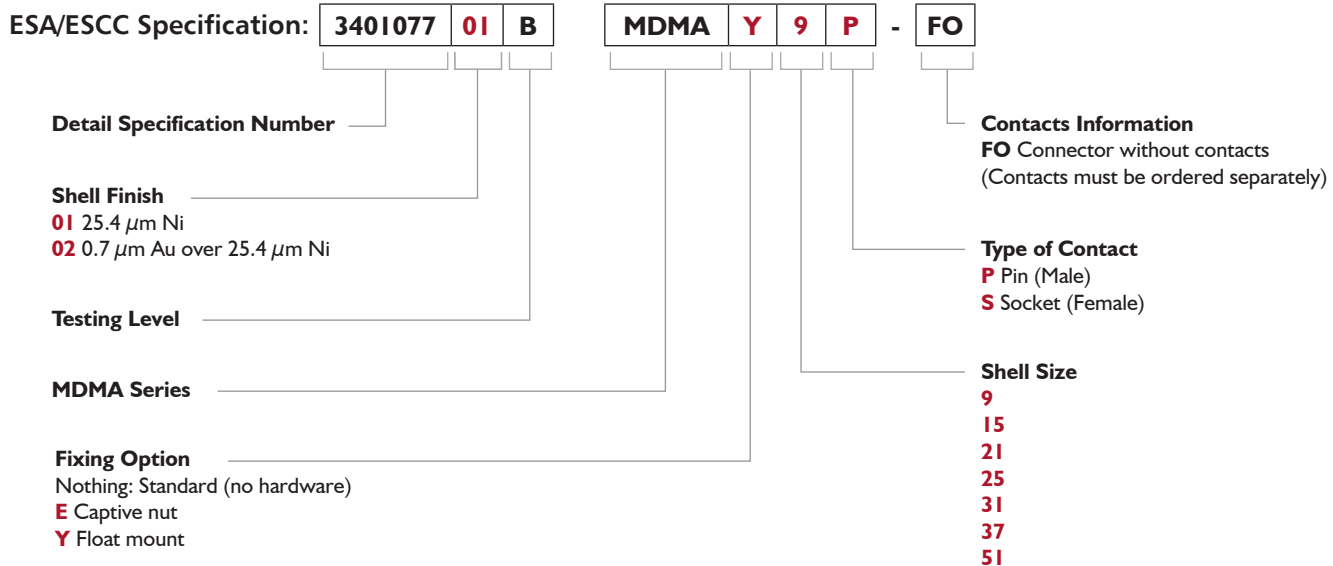 ESA/ESCC Specification: 3401077 01 B MDMA Y 9 P - FO
Detail Specification Number
Shell Finish
01 25.4 µm Ni
02 0.7 µm Au over 25.4 µm Ni
Testing Level
MDMA Series
Fixing Option
Nothing: Standard (no hardware)
E Captive nut
Y Float mount
Contacts Information
FO Connector without contacts
(Contacts must be ordered separately)
Type of Contact
P Pin (Male)
S Socket (Female)
Shell Size
9
15
21
25
31
37
51